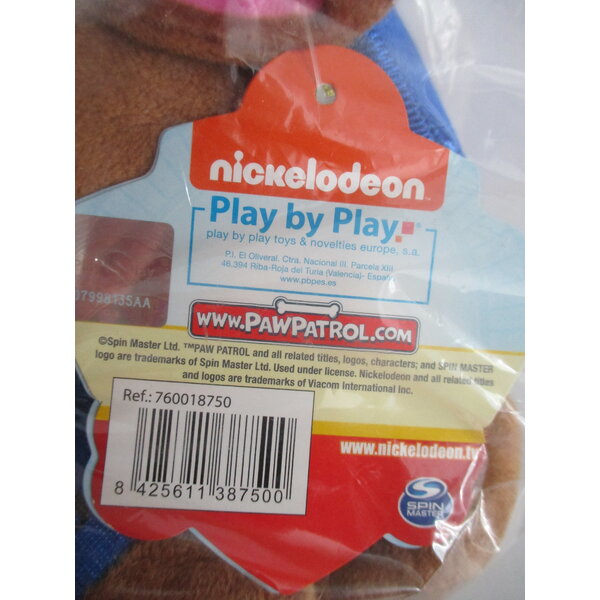 nickelodeon
Play by Play
play by play toys & novelties europe, s.a.
P.I. El Oliveral. Ctra. Nacional III. Parcela XIII.
46.394 Riba-Roja del Turia (Valencia)- España
www.pbpes.es
07998135AA
www.PawPatrol.com
©Spin Master Ltd. ™PAW PATROL and all related titles, logos, characters; and SPIN MASTER
logo are trademarks of Spin Master Ltd. Used under license. Nickelodeon and all related titles
and logos are trademarks of Viacom International Inc.
Ref.: 760018750
8 425611 387500
www.nickelodeon.tv
SPIN
MASTER